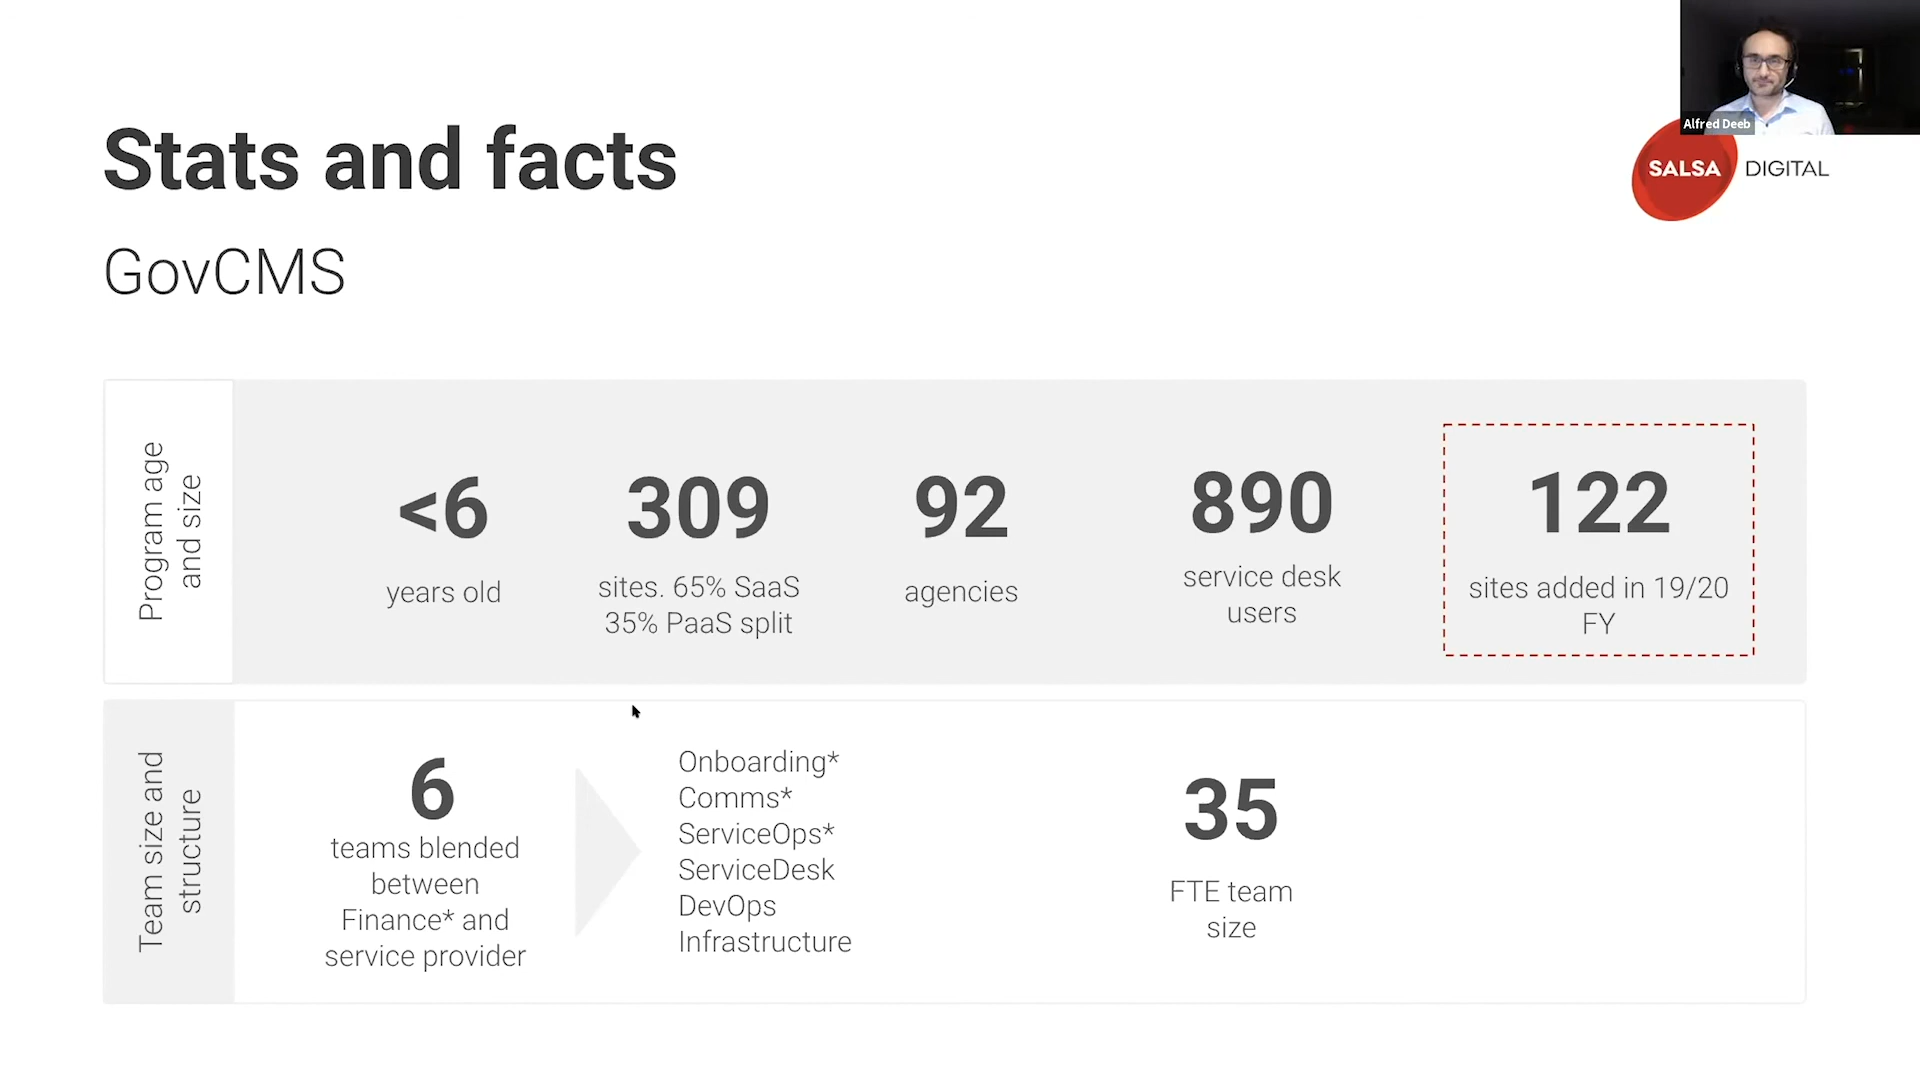 Alfred Deeb
SALSA DIGITAL
Stats and facts
GovCMS
Program age
and size
<6
years old
309
sites. 65% SaaS
35% PaaS split
92
agencies
890
service desk
users
122
sites added in 19/20
FY
Team size and
structure
6
teams blended
between
Finance* and
service provider
Onboarding*
Comms*
ServiceOps*
ServiceDesk
DevOps
Infrastructure
35
FTE team
size